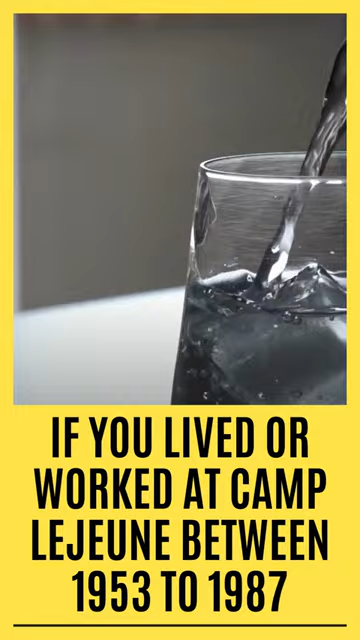 IF YOU LIVED OR
WORKED AT CAMP
LEJEUNE BETWEEN
1953 TO 1987